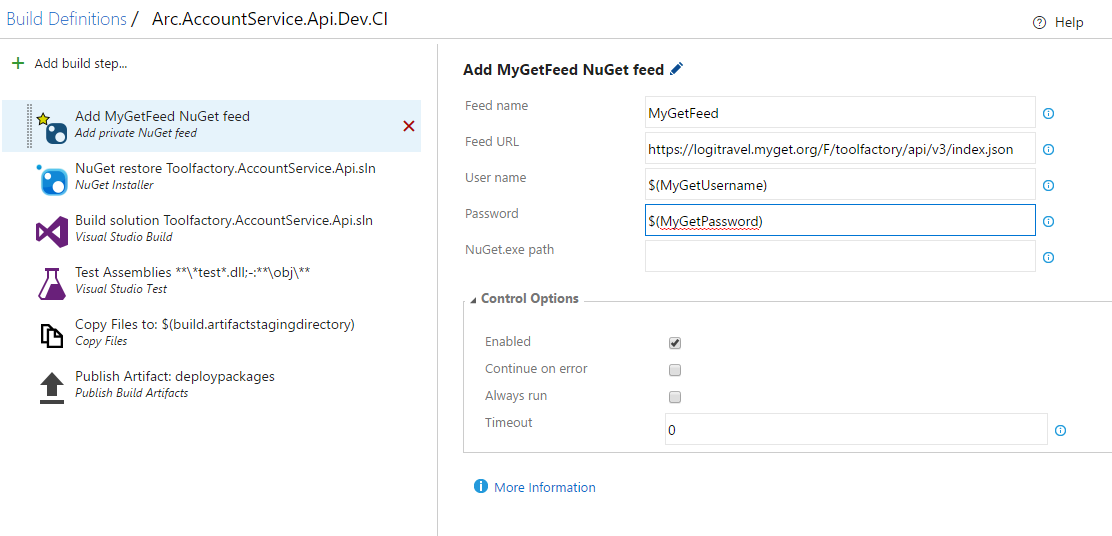 Build Definitions / Arc.AccountService.Api.Dev.CI
Help
Add build step...
Add MyGetFeed NuGet feed
Add private NuGet feed
NuGet restore Toolfactory.AccountService.Api.sln
NuGet Installer
Build solution Toolfactory.AccountService.Api.sln
Visual Studio Build
Test Assemblies **\*test*.dll;-:**\obj\**
Visual Studio Test
Copy Files to: $(build.artifactstagingdirectory)
Copy Files
Publish Artifact: deploypackages
Publish Build Artifacts
Add MyGetFeed NuGet feed
Feed name MyGetFeed
Feed URL https://logitravel.myget.org/F/toolfactory/api/v3/index.json
User name $(MyGetUsername)
Password $(MyGetPassword)
NuGet.exe path
Control Options
Enabled
Continue on error
Always run
Timeout 0
More Information